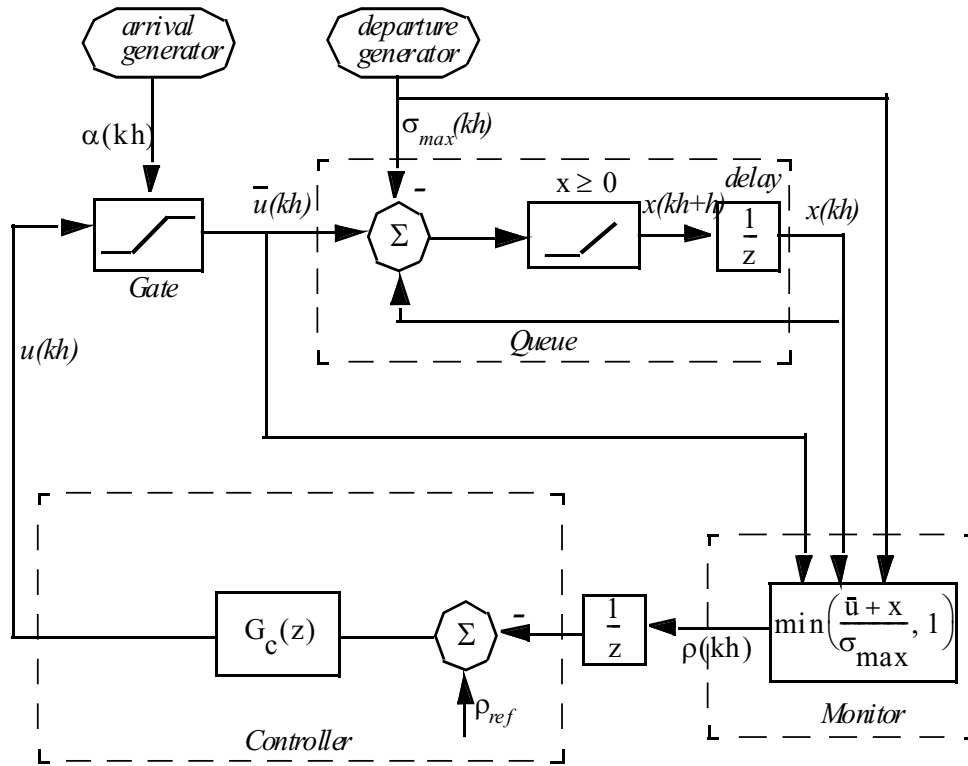 arrival
generator
departure
generator
α(kh)
σmax(kh)
-
x ≥ 0
delay
ū(kh)
x(kh+h)
x(kh)
Σ
1
z
Gate
Queue
u(kh)
Gc(z)
Σ
-
1
z
ρ(kh)
min(ū + x / σmax, 1)
ρref
Controller
Monitor